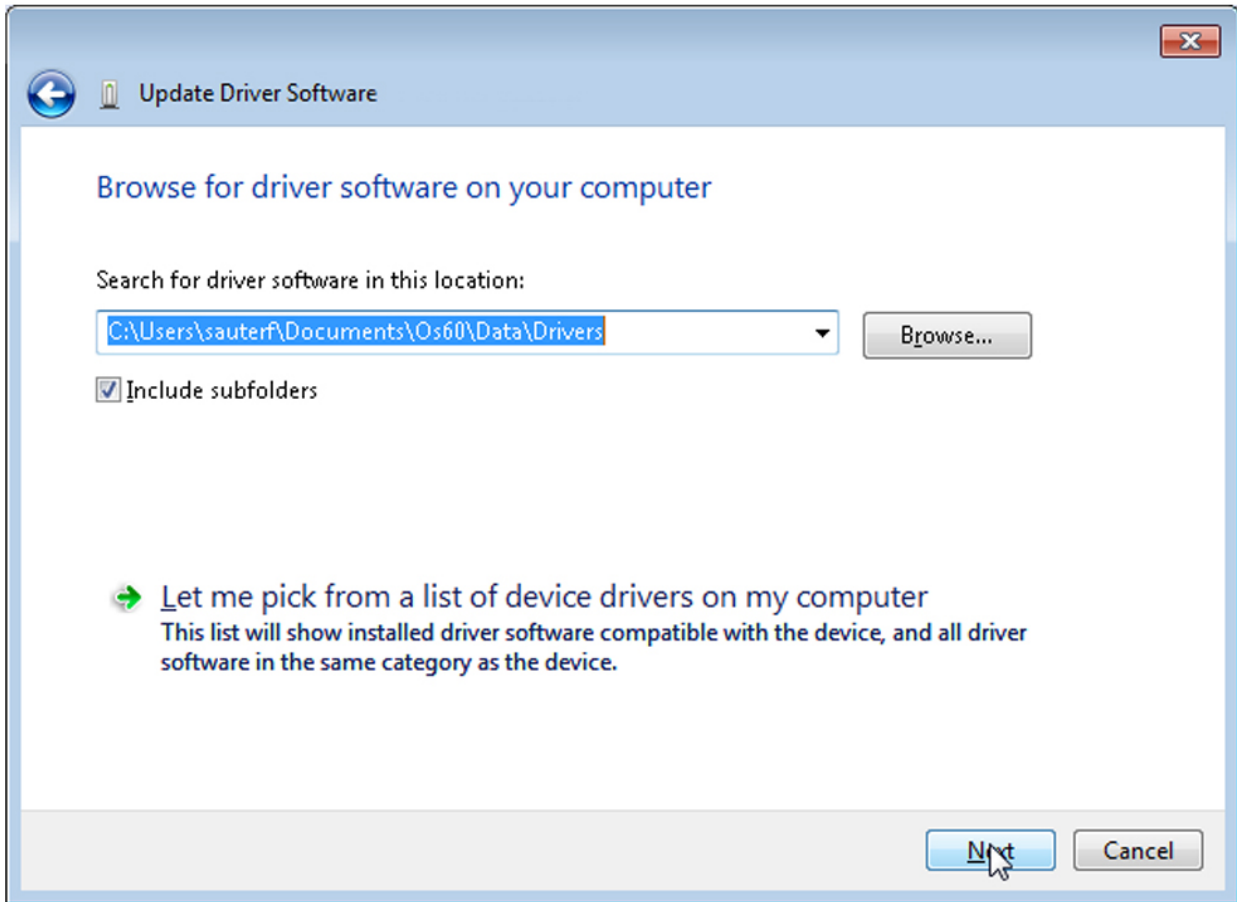 Update Driver Software
Browse for driver software on your computer
Search for driver software in this location:
C:\Users\sauterf\Documents\Os60\Data\Drivers
Browse...
Include subfolders
Let me pick from a list of device drivers on my computer
This list will show installed driver software compatible with the device, and all driver
software in the same category as the device.
Next
Cancel